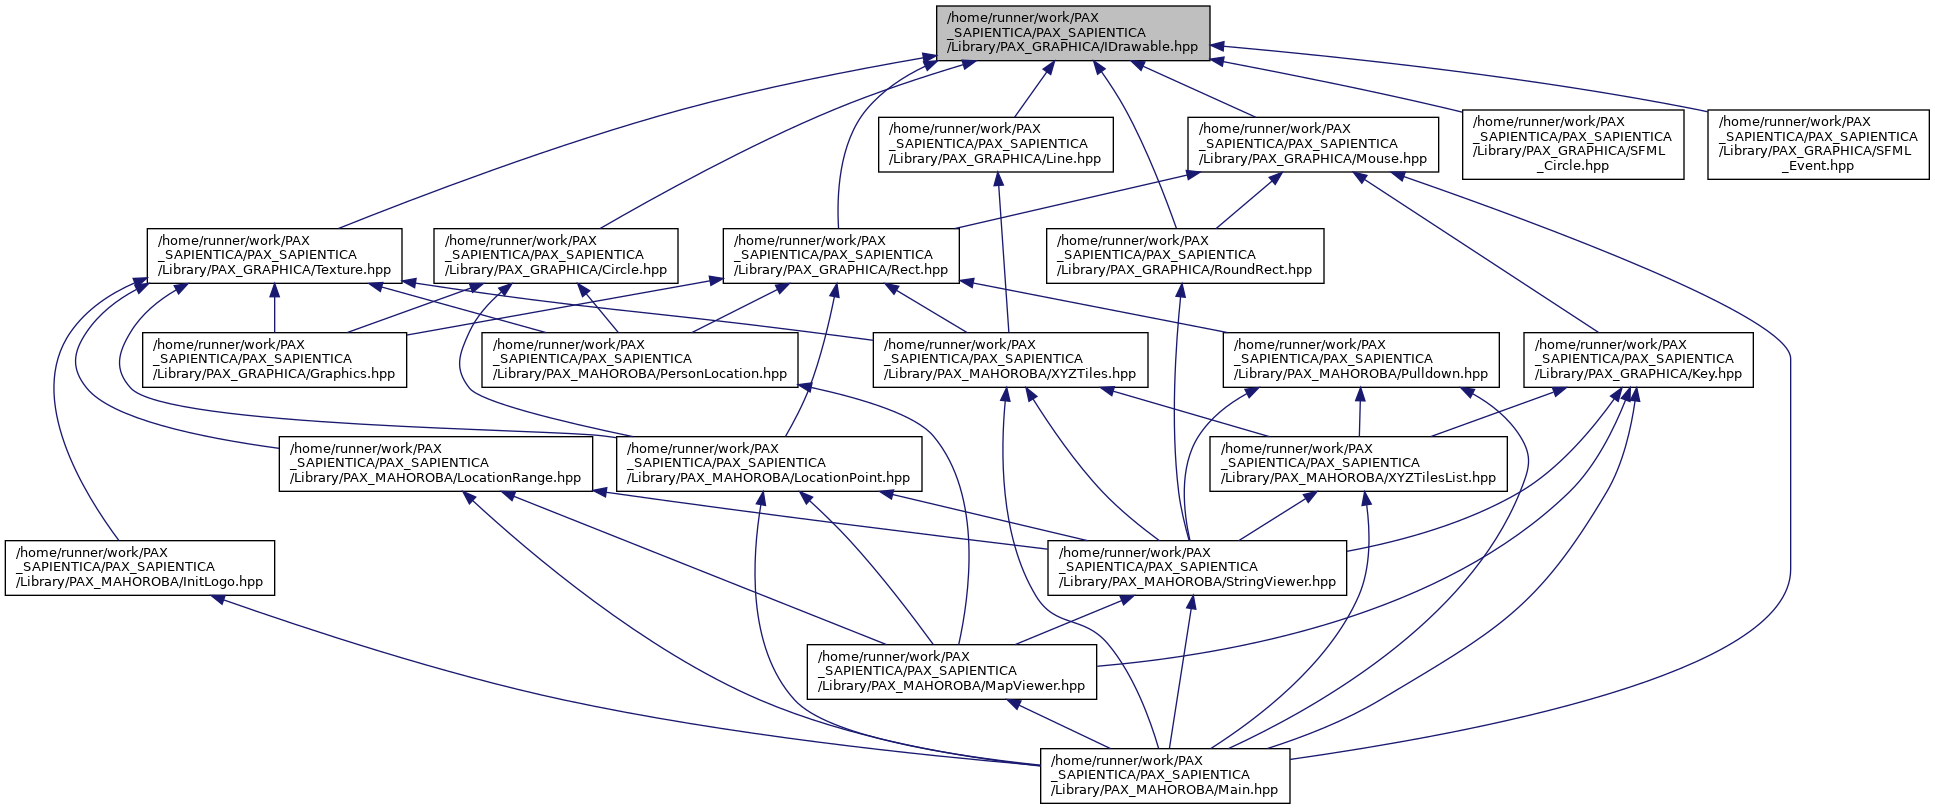 /home/runner/work/PAX
_SAPIENTICA/PAX_SAPIENTICA
/Library/PAX_GRAPHICA/IDrawable.hpp
/home/runner/work/PAX
_SAPIENTICA/PAX_SAPIENTICA
/Library/PAX_GRAPHICA/Line.hpp
/home/runner/work/PAX
_SAPIENTICA/PAX_SAPIENTICA
/Library/PAX_GRAPHICA/Mouse.hpp
/home/runner/work/PAX
_SAPIENTICA/PAX_SAPIENTICA
/Library/PAX_GRAPHICA/SFML
_Circle.hpp
/home/runner/work/PAX
_SAPIENTICA/PAX_SAPIENTICA
/Library/PAX_GRAPHICA/SFML
_Event.hpp
/home/runner/work/PAX
_SAPIENTICA/PAX_SAPIENTICA
/Library/PAX_GRAPHICA/Texture.hpp
/home/runner/work/PAX
_SAPIENTICA/PAX_SAPIENTICA
/Library/PAX_GRAPHICA/Circle.hpp
/home/runner/work/PAX
_SAPIENTICA/PAX_SAPIENTICA
/Library/PAX_GRAPHICA/Rect.hpp
/home/runner/work/PAX
_SAPIENTICA/PAX_SAPIENTICA
/Library/PAX_GRAPHICA/RoundRect.hpp
/home/runner/work/PAX
_SAPIENTICA/PAX_SAPIENTICA
/Library/PAX_GRAPHICA/Graphics.hpp
/home/runner/work/PAX
_SAPIENTICA/PAX_SAPIENTICA
/Library/PAX_MAHOROBA/PersonLocation.hpp
/home/runner/work/PAX
_SAPIENTICA/PAX_SAPIENTICA
/Library/PAX_MAHOROBA/XYZTiles.hpp
/home/runner/work/PAX
_SAPIENTICA/PAX_SAPIENTICA
/Library/PAX_MAHOROBA/Pulldown.hpp
/home/runner/work/PAX
_SAPIENTICA/PAX_SAPIENTICA
/Library/PAX_GRAPHICA/Key.hpp
/home/runner/work/PAX
_SAPIENTICA/PAX_SAPIENTICA
/Library/PAX_MAHOROBA/LocationRange.hpp
/home/runner/work/PAX
_SAPIENTICA/PAX_SAPIENTICA
/Library/PAX_MAHOROBA/LocationPoint.hpp
/home/runner/work/PAX
_SAPIENTICA/PAX_SAPIENTICA
/Library/PAX_MAHOROBA/XYZTilesList.hpp
/home/runner/work/PAX
_SAPIENTICA/PAX_SAPIENTICA
/Library/PAX_MAHOROBA/InitLogo.hpp
/home/runner/work/PAX
_SAPIENTICA/PAX_SAPIENTICA
/Library/PAX_MAHOROBA/StringViewer.hpp
/home/runner/work/PAX
_SAPIENTICA/PAX_SAPIENTICA
/Library/PAX_MAHOROBA/MapViewer.hpp
/home/runner/work/PAX
_SAPIENTICA/PAX_SAPIENTICA
/Library/PAX_MAHOROBA/Main.hpp